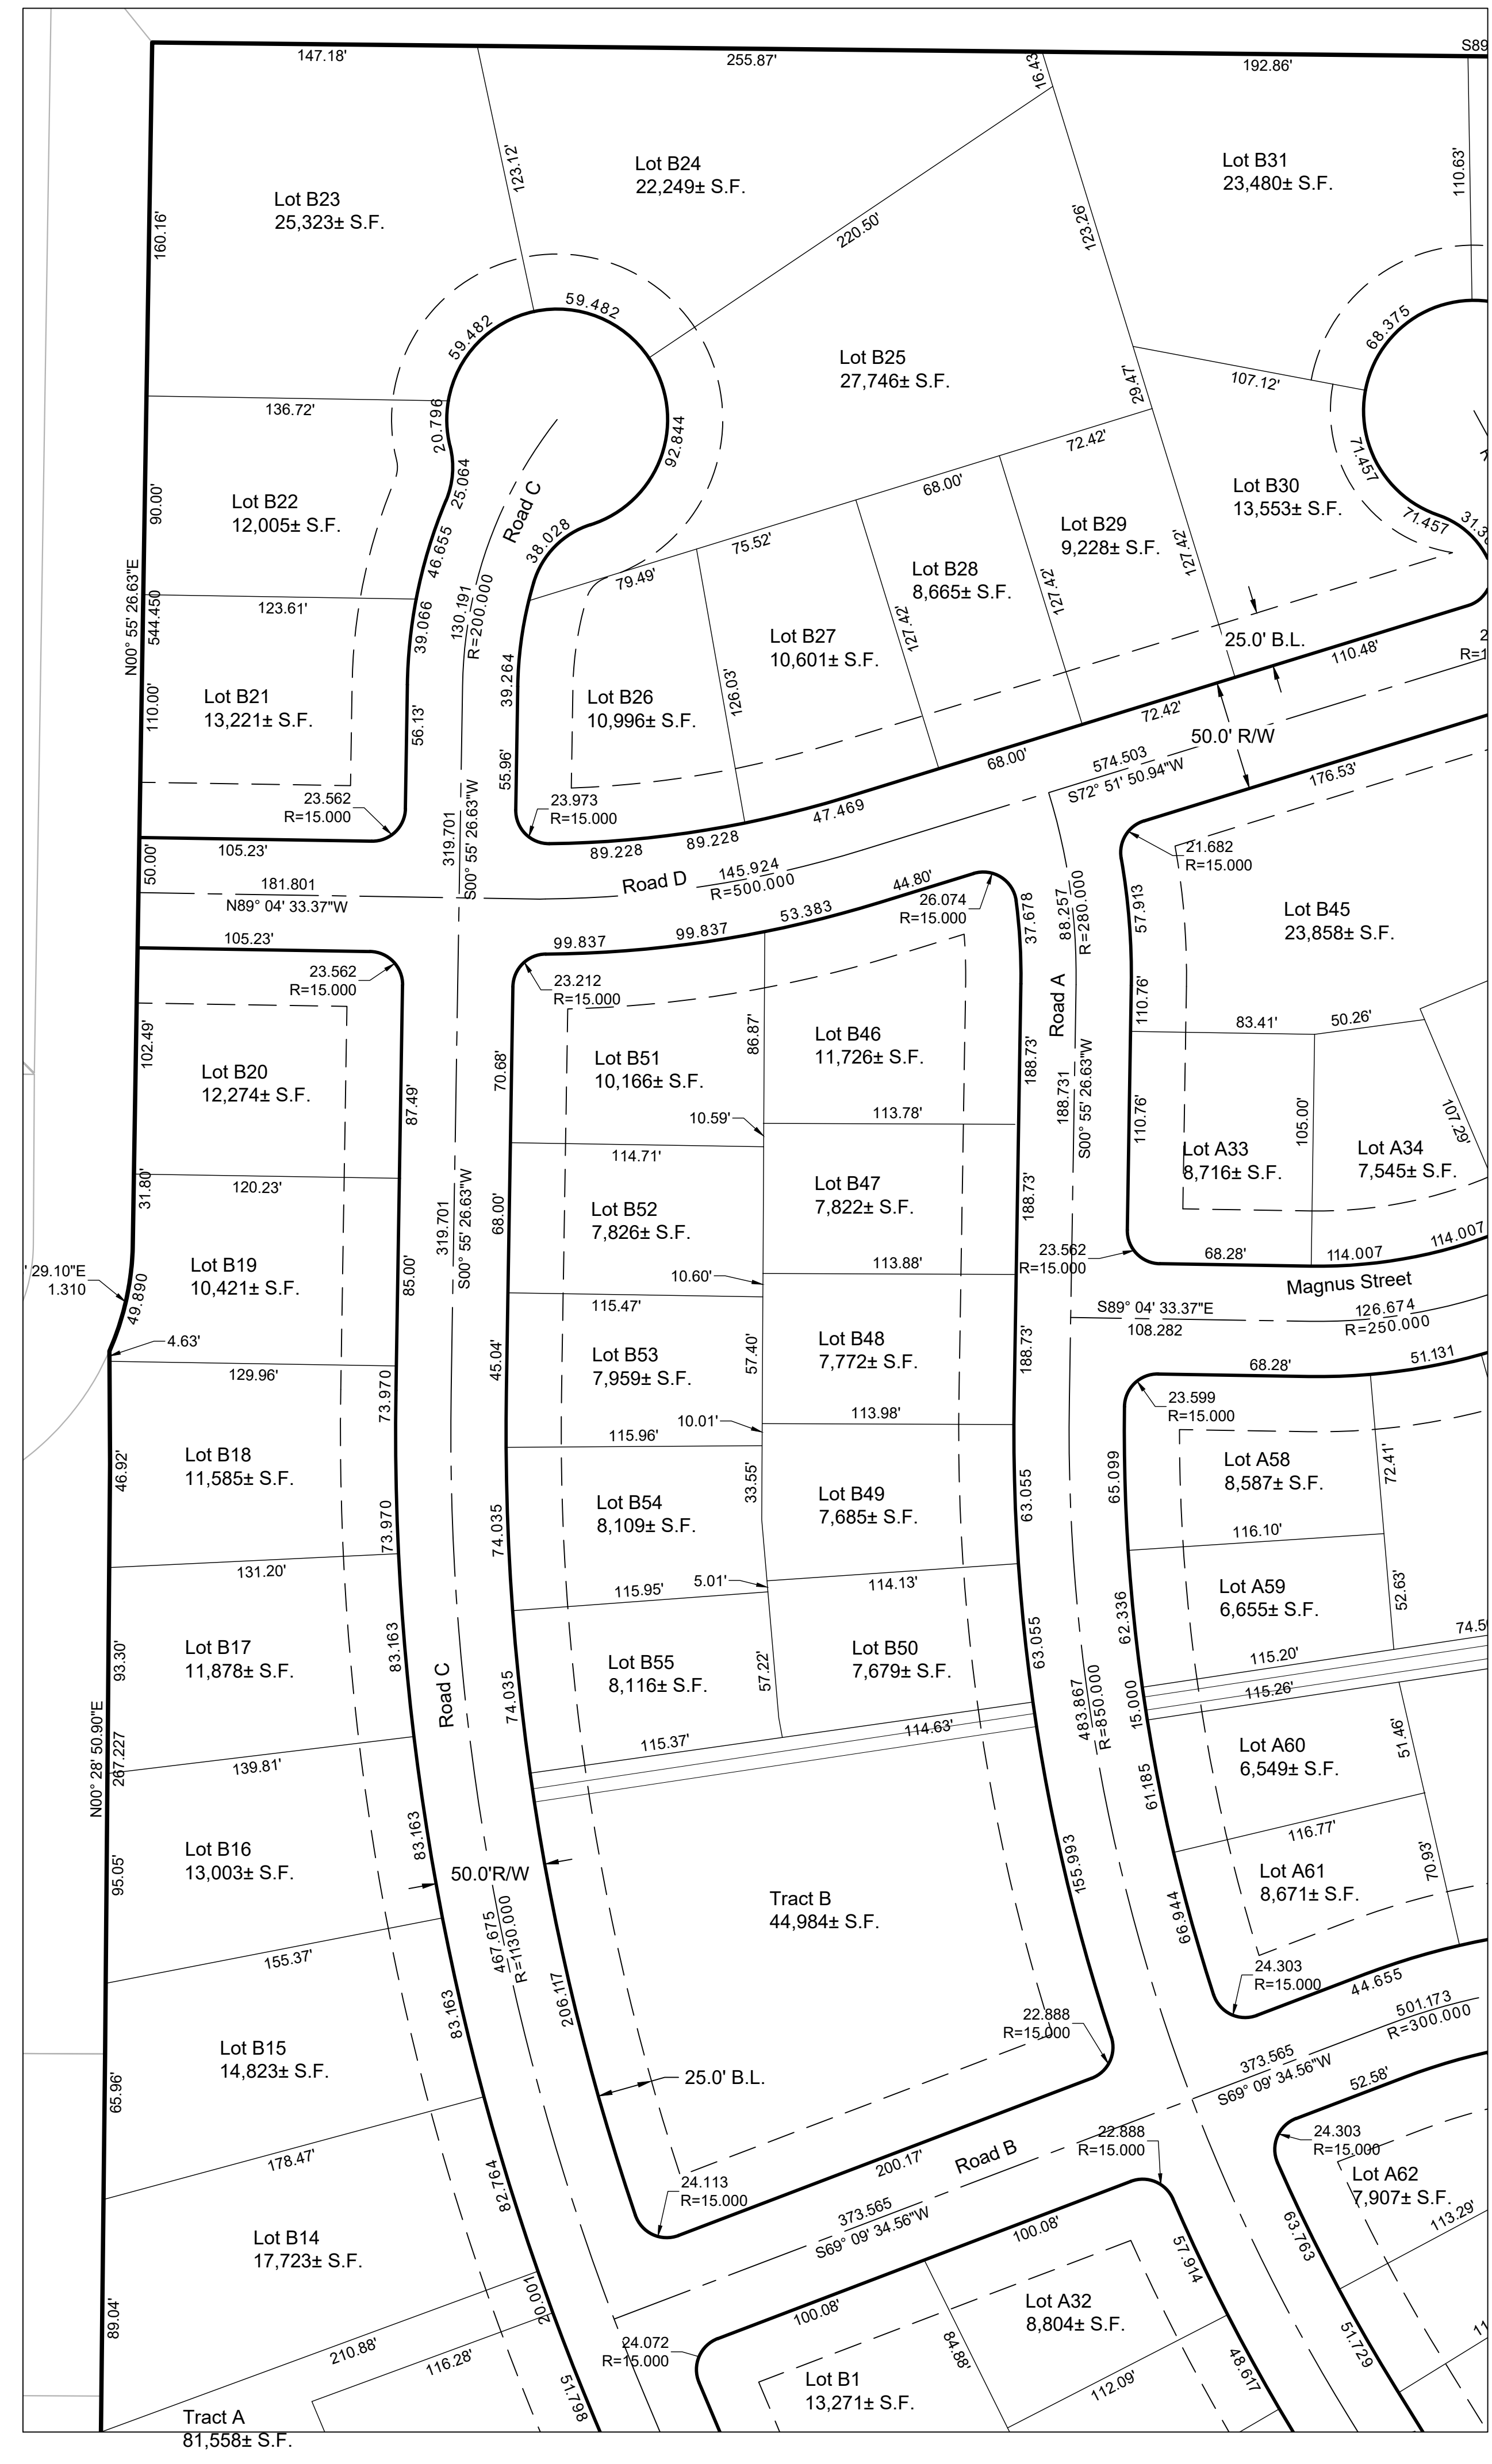 S89
147.18'
255.87'
16.43
192.86'
123.12'
110.63'
Lot B23
25,323± S.F.
Lot B24
22,249± S.F.
Lot B31
23,480± S.F.
160.16'
220.50'
123.26'
59.482
59.482
68.375
Lot B25
27,746± S.F.
29.47'
107.12'
136.72'
20.796
92.844
72.42'
71.457
25.064
Road C
68.00'
Lot B22
12,005± S.F.
90.00'
Lot B30
13,553± S.F.
71.457
31.3
Lot B29
9,228± S.F.
46.655
38.028
75.52'
127.42'
Lot B28
8,665± S.F.
127.42'
79.49'
N00° 55' 26.63"E
544.450
123.61'
39.066
130.191
R=200.000
127.42'
Lot B27
10,601± S.F.
25.0' B.L.
110.48'
2
R=1
Lot B21
13,221± S.F.
110.00'
56.13'
39.264
Lot B26
10,996± S.F.
126.03'
72.42'
50.0' R/W
55.96'
68.00'
574.503
S72° 51' 50.94"W
176.53'
23.562
R=15.000
23.973
R=15.000
47.469
319.701
S00° 55' 26.63"W
105.23'
89.228
89.228
21.682
R=15.000
50.00'
181.801
N89° 04' 33.37"W
Road D
145.924
R=500.000
44.80'
26.074
R=15.000
37.678
88.257
R=280.000
57.913
Lot B45
23,858± S.F.
105.23'
99.837
99.837
53.383
23.562
R=15.000
23.212
R=15.000
Road A
110.76'
83.41'
50.26'
102.49'
Lot B20
12,274± S.F.
87.49'
70.68'
Lot B51
10,166± S.F.
86.87'
Lot B46
11,726± S.F.
188.73'
188.731
S00° 55' 26.63"W
110.76'
105.00'
107.29'
10.59'
113.78'
114.71'
Lot A33
8,716± S.F.
Lot A34
7,545± S.F.
31.80'
120.23'
319.701
S00° 55' 26.63"W
68.00'
Lot B52
7,826± S.F.
Lot B47
7,822± S.F.
188.73'
23.562
R=15.000
68.28'
114.007
114.007
' 29.10"E
1.310
49.890
Lot B19
10,421± S.F.
85.00'
10.60'
113.88'
115.47'
Magnus Street
S89° 04' 33.37"E
108.282
126.674
R=250.000
4.63'
129.96'
73.970
45.04'
Lot B53
7,959± S.F.
57.40'
Lot B48
7,772± S.F.
188.73'
68.28'
51.131
10.01'
113.98'
115.96'
23.599
R=15.000
46.92'
Lot B18
11,585± S.F.
73.970
74.035
Lot B54
8,109± S.F.
33.55'
Lot B49
7,685± S.F.
63.055
65.099
Lot A58
8,587± S.F.
72.41'
116.10'
131.20'
115.95'
5.01'
114.13'
Lot A59
6,655± S.F.
62.336
52.63'
93.30'
Lot B17
11,878± S.F.
83.163
Road C
74.035
Lot B55
8,116± S.F.
57.22'
Lot B50
7,679± S.F.
63.055
74.5
115.20'
115.26'
15.000
N00° 28' 50.90"E
267.227
139.81'
115.37'
114.63'
483.867
R=850.000
Lot A60
6,549± S.F.
51.46'
61.185
116.77'
95.05'
Lot B16
13,003± S.F.
83.163
50.0'R/W
Tract B
44,984± S.F.
155.993
Lot A61
8,671± S.F.
70.93'
66.944
467.675
R=1130.000
155.37'
24.303
R=15.000
44.655
83.163
206.117
501.173
R=300.000
Lot B15
14,823± S.F.
22.888
R=15.000
65.96'
25.0' B.L.
373.565
S69° 09' 34.56"W
52.58'
178.47'
22.888
R=15.000
24.303
R=15.000
82.764
24.113
R=15.000
200.17'
Road B
Lot A62
7,907± S.F.
113.29'
373.565
S69° 09' 34.56"W
100.08'
57.914
63.763
Lot B14
17,723± S.F.
20.001
100.08'
Lot A32
8,804± S.F.
89.04'
210.88'
116.28'
24.072
R=15.000
84.88'
51.729
11
51.798
Lot B1
13,271± S.F.
112.09'
48.617
Tract A
81,558± S.F.